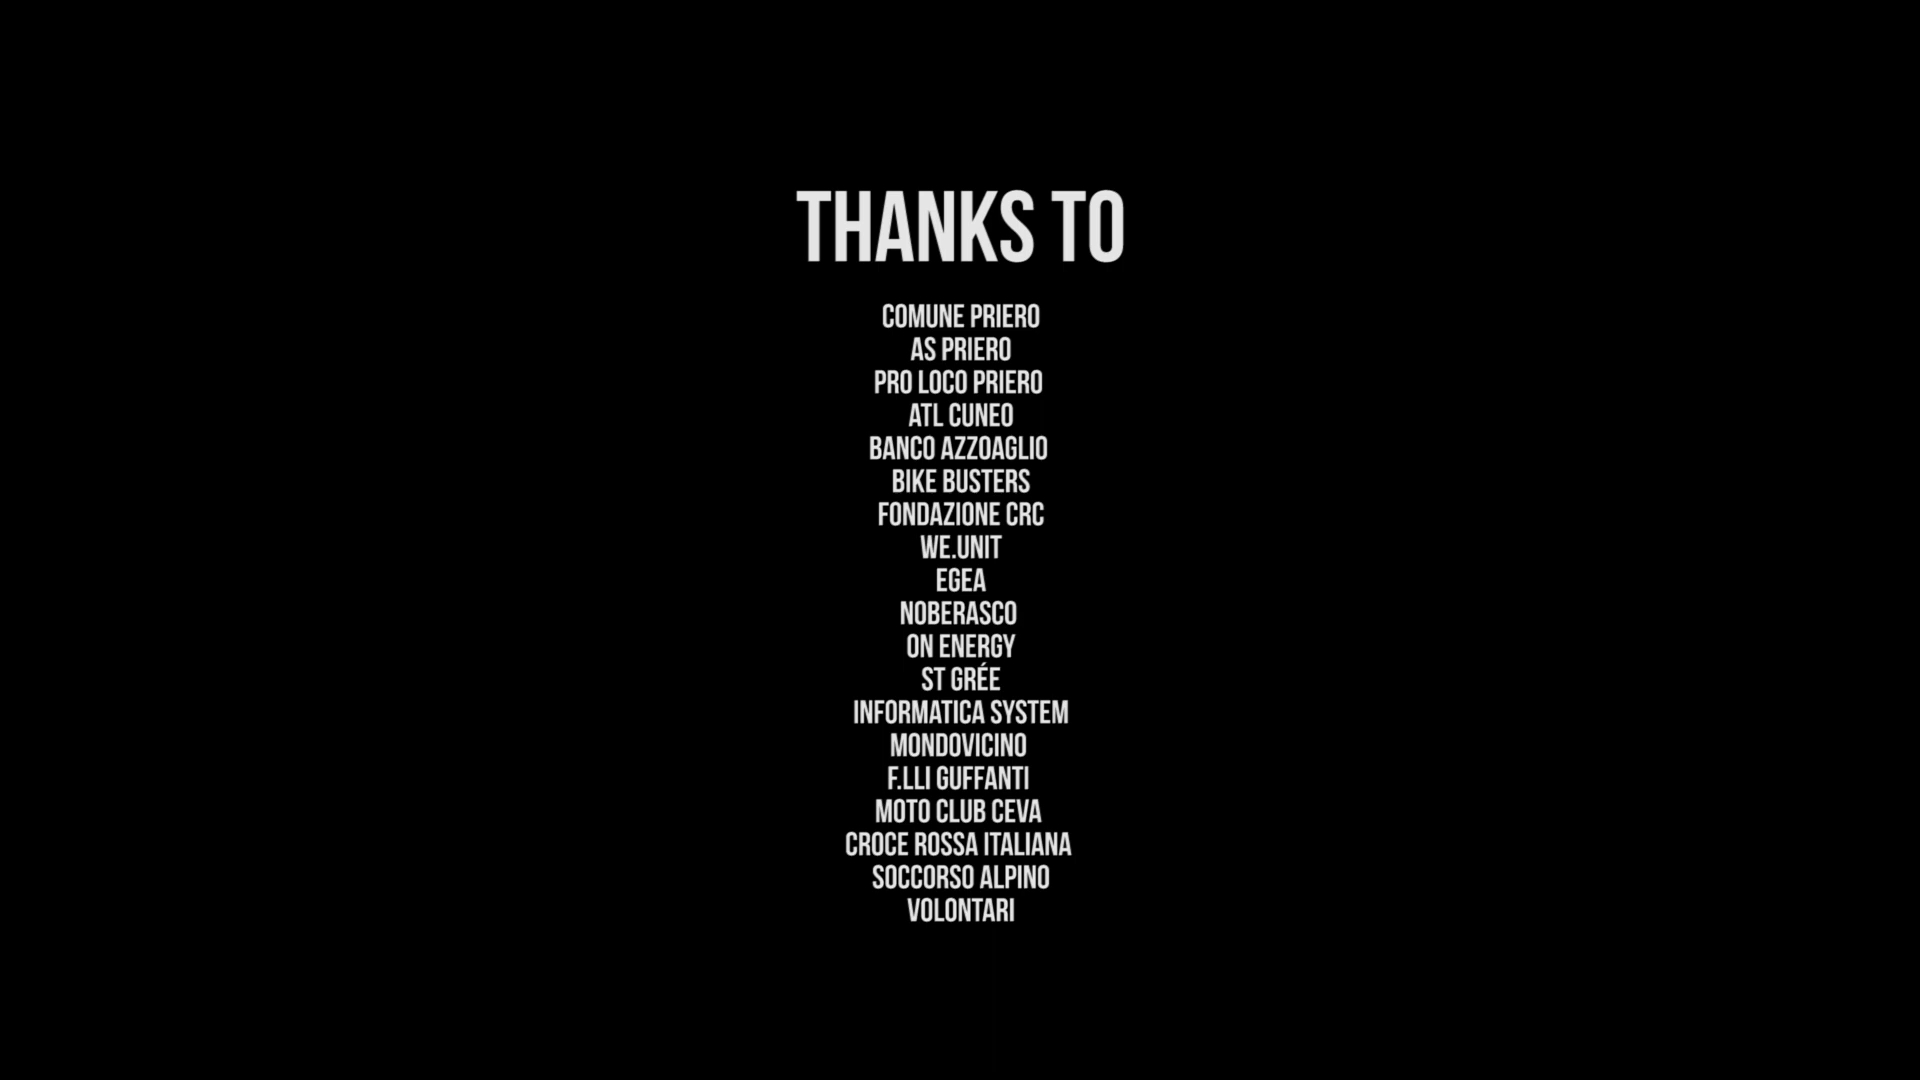 THANKS TO
COMUNE PRIERO
AS PRIERO
PRO LOCO PRIERO
ATL CUNEO
BANCO AZZOAGLIO
BIKE BUSTERS
FONDAZIONE CRC
WE.UNIT
EGEA
NOBERASCO
ON ENERGY
ST GRÉE
INFORMATICA SYSTEM
MONDOVICINO
F.LLI GUFFANTI
MOTO CLUB CEVA
CROCE ROSSA ITALIANA
SOCCORSO ALPINO
VOLONTARI